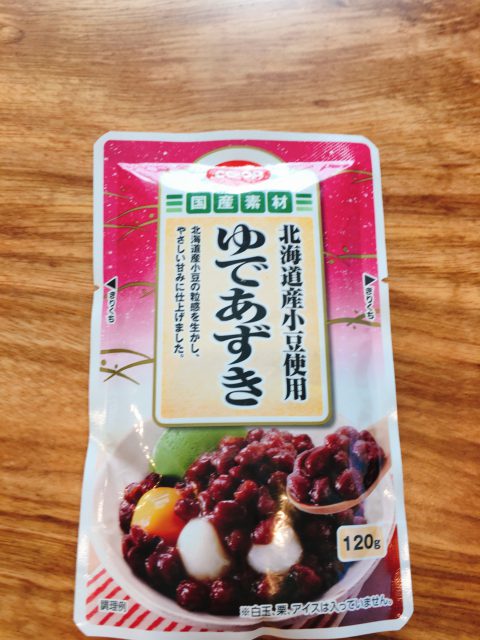 CO・OP
国産素材
北海道産小豆使用
ゆであずき
北海道産小豆の粒感を生かし、
やさしい甘みに仕上げました。
きりくち
きりくち
120g
調理例
※白玉、栗、アイスは入っていません。